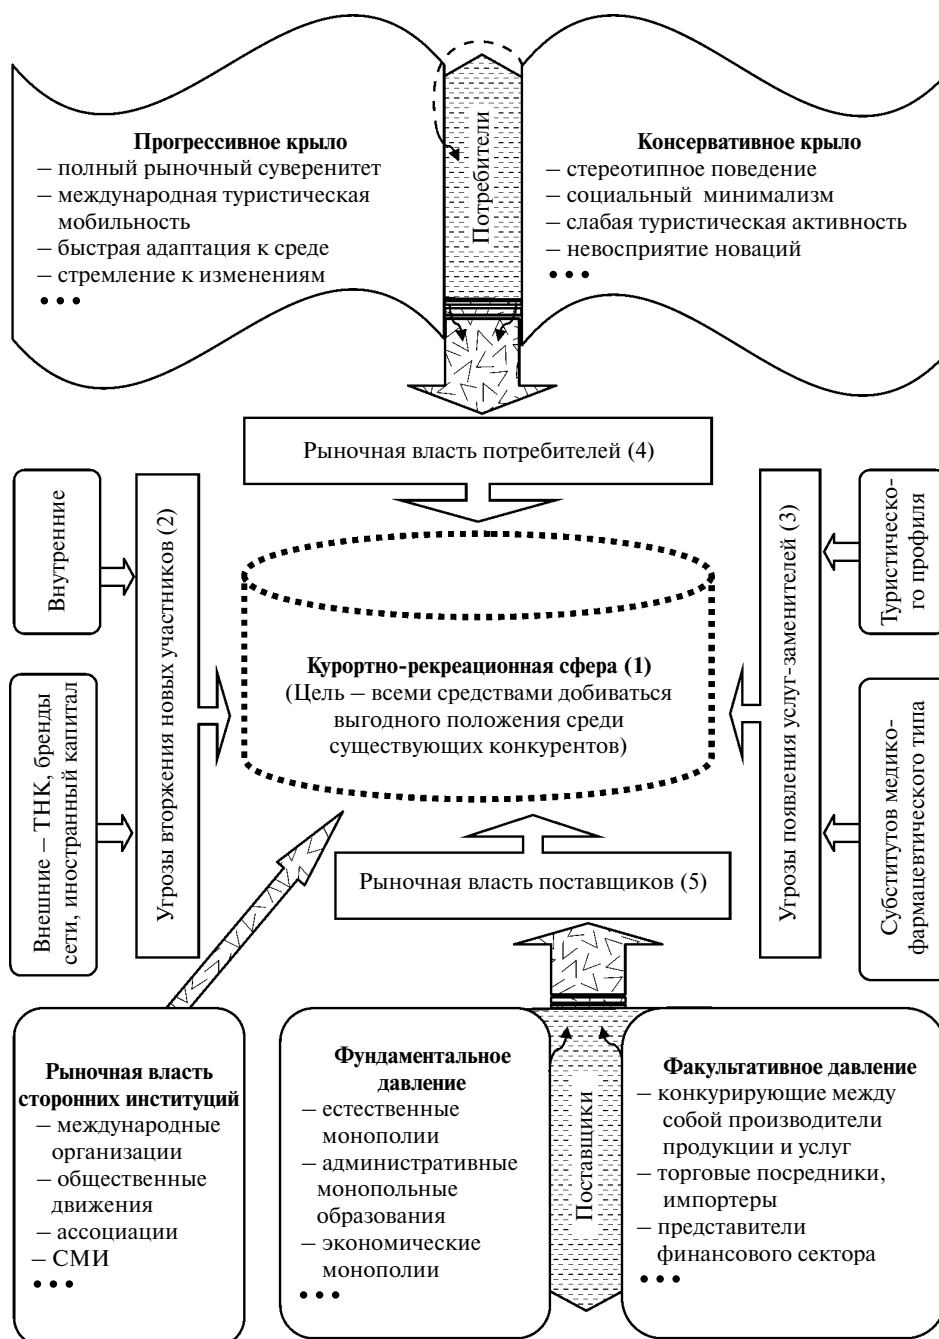 Прогрессивное крыло
– полный рыночный суверенитет
– международная туристическая
мобильность
– быстрая адаптация к среде
– стремление к изменениям
• • •
Потребители
Консервативное крыло
– стереотипное поведение
– социальный минимализм
– слабая туристическая активность
– невосприятие новаций
• • •
Рыночная власть потребителей (4)
Внутренние
Внешние – ТНК, бренды
сети, иностранный капитал
Угрозы вторжения новых участников (2)
Курортно-рекреационная сфера (1)
(Цель – всеми средствами добиваться
выгодного положения среди
существующих конкурентов)
Угрозы появления услуг-заменителей (3)
Туристическо-
го профиля
Субститутов медико-
фармацевтического типа
Рыночная власть поставщиков (5)
Рыночная власть
сторонних институций
– международные
организации
– общественные
движения
– ассоциации
– СМИ
• • •
Фундаментальное
давление
– естественные
монополии
– административные
монопольные
образования
– экономические
монополии
• • •
Поставщики
Факультативное давление
– конкурирующие между
собой производители
продукции и услуг
– торговые посредники,
импортеры
– представители
финансового сектора
• • •